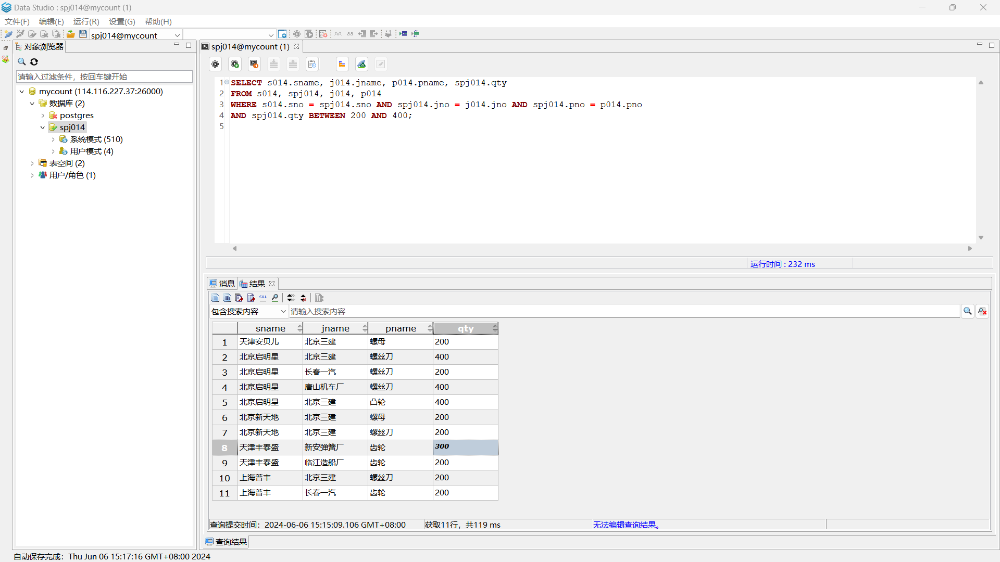 Data Studio : spj014@mycount (1)
文件(F) 编辑(E) 运行(R) 设置(G) 帮助(H)
spj014@mycount
AA aa
对象浏览器
请输入过滤条件，按回车键开始
mycount (114.116.227.37:26000)
数据库 (2)
postgres
spj014
系统模式 (510)
用户模式 (4)
表空间 (2)
用户/角色 (1)
spj014@mycount (1)
1 SELECT s014.sname, j014.jname, p014.pname, spj014.qty
2 FROM s014, spj014, j014, p014
3 WHERE s014.sno = spj014.sno AND spj014.jno = j014.jno AND spj014.pno = p014.pno
4 AND spj014.qty BETWEEN 200 AND 400;
5
运行时间 : 232 ms
消息 结果
SQL
包含搜索内容 请输入搜索内容
sname jname pname qty
1 天津安贝儿 北京三建 螺母 200
2 北京启明星 北京三建 螺丝刀 400
3 北京启明星 长春一汽 螺丝刀 200
4 北京启明星 唐山机车厂 螺丝刀 400
5 北京启明星 北京三建 凸轮 400
6 北京新天地 北京三建 螺母 200
7 北京新天地 北京三建 螺丝刀 200
8 天津丰泰盛 新安弹簧厂 齿轮 300
9 天津丰泰盛 临江造船厂 齿轮 200
10 上海普丰 北京三建 螺丝刀 200
11 上海普丰 长春一汽 齿轮 200
查询提交时间：2024-06-06 15:15:09.106 GMT+08:00 获取11行，共119 ms 无法编辑查询结果。
查询结果
自动保存完成：Thu Jun 06 15:17:16 GMT+08:00 2024